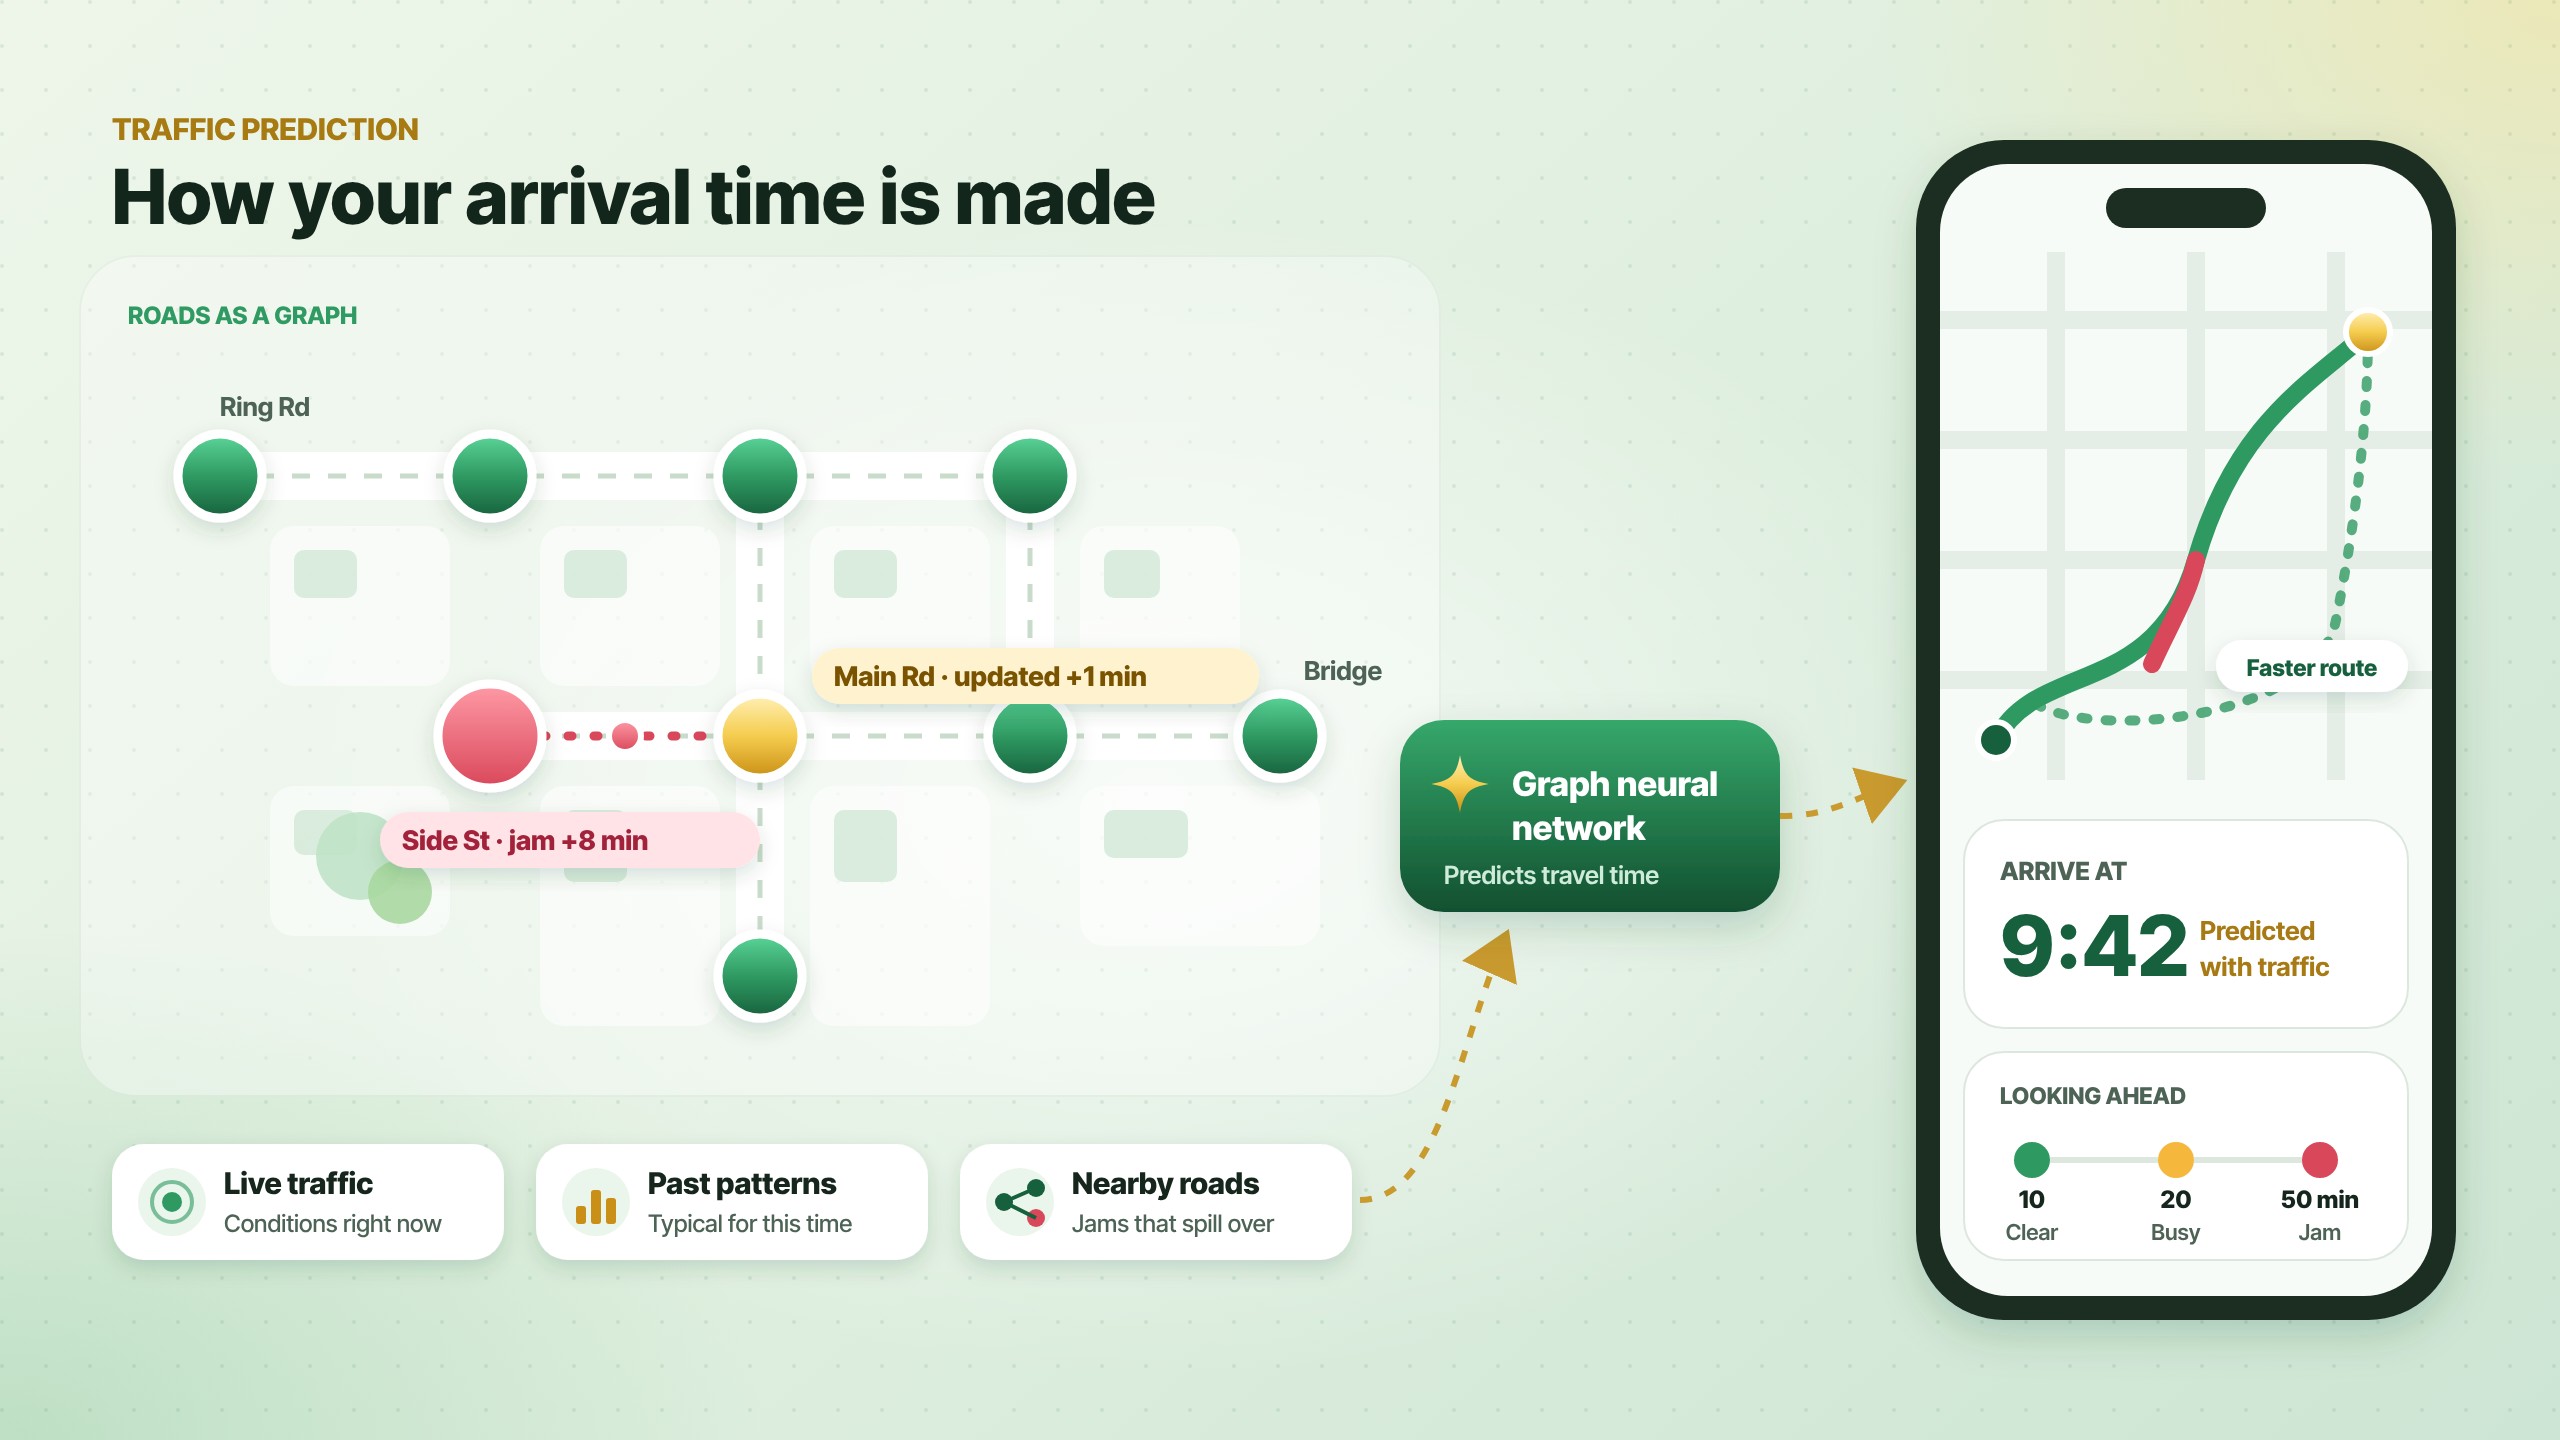 TRAFFIC PREDICTION
How your arrival time is made
ROADS AS A GRAPH
Ring Rd
Main Rd · updated +1 min
Bridge
Side St · jam +8 min
Graph neural
network
Predicts travel time
Live traffic
Conditions right now
Past patterns
Typical for this time
Nearby roads
Jams that spill over
Faster route
ARRIVE AT
9:42
Predicted
with traffic
LOOKING AHEAD
10
20
50 min
Clear
Busy
Jam